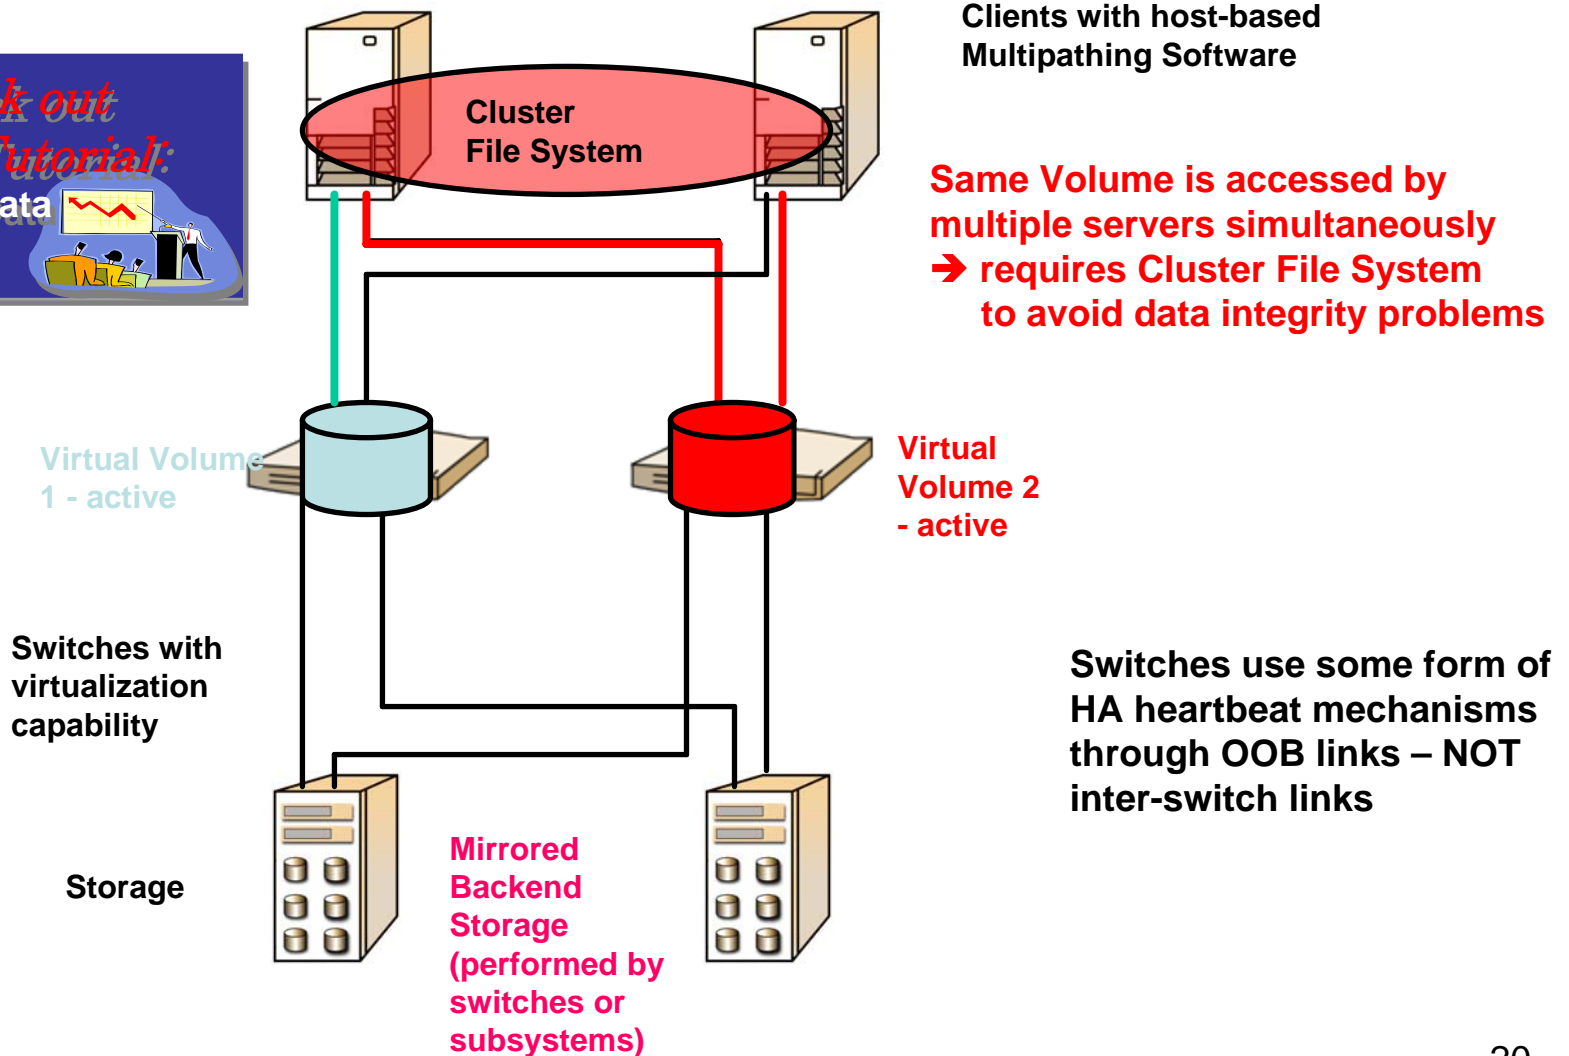 Clients with host-based
Multipathing Software
out
Tutorial:
Cluster
File System
Same Volume is accessed by
multiple servers simultaneously
➔ requires Cluster File System
to avoid data integrity problems
Virtual Volume
1 - active
Virtual
Volume 2
- active
Switches with
virtualization
capability
Switches use some form of
HA heartbeat mechanisms
through OOB links – NOT
inter-switch links
Storage
Mirrored
Backend
Storage
(performed by
switches or
subsystems)